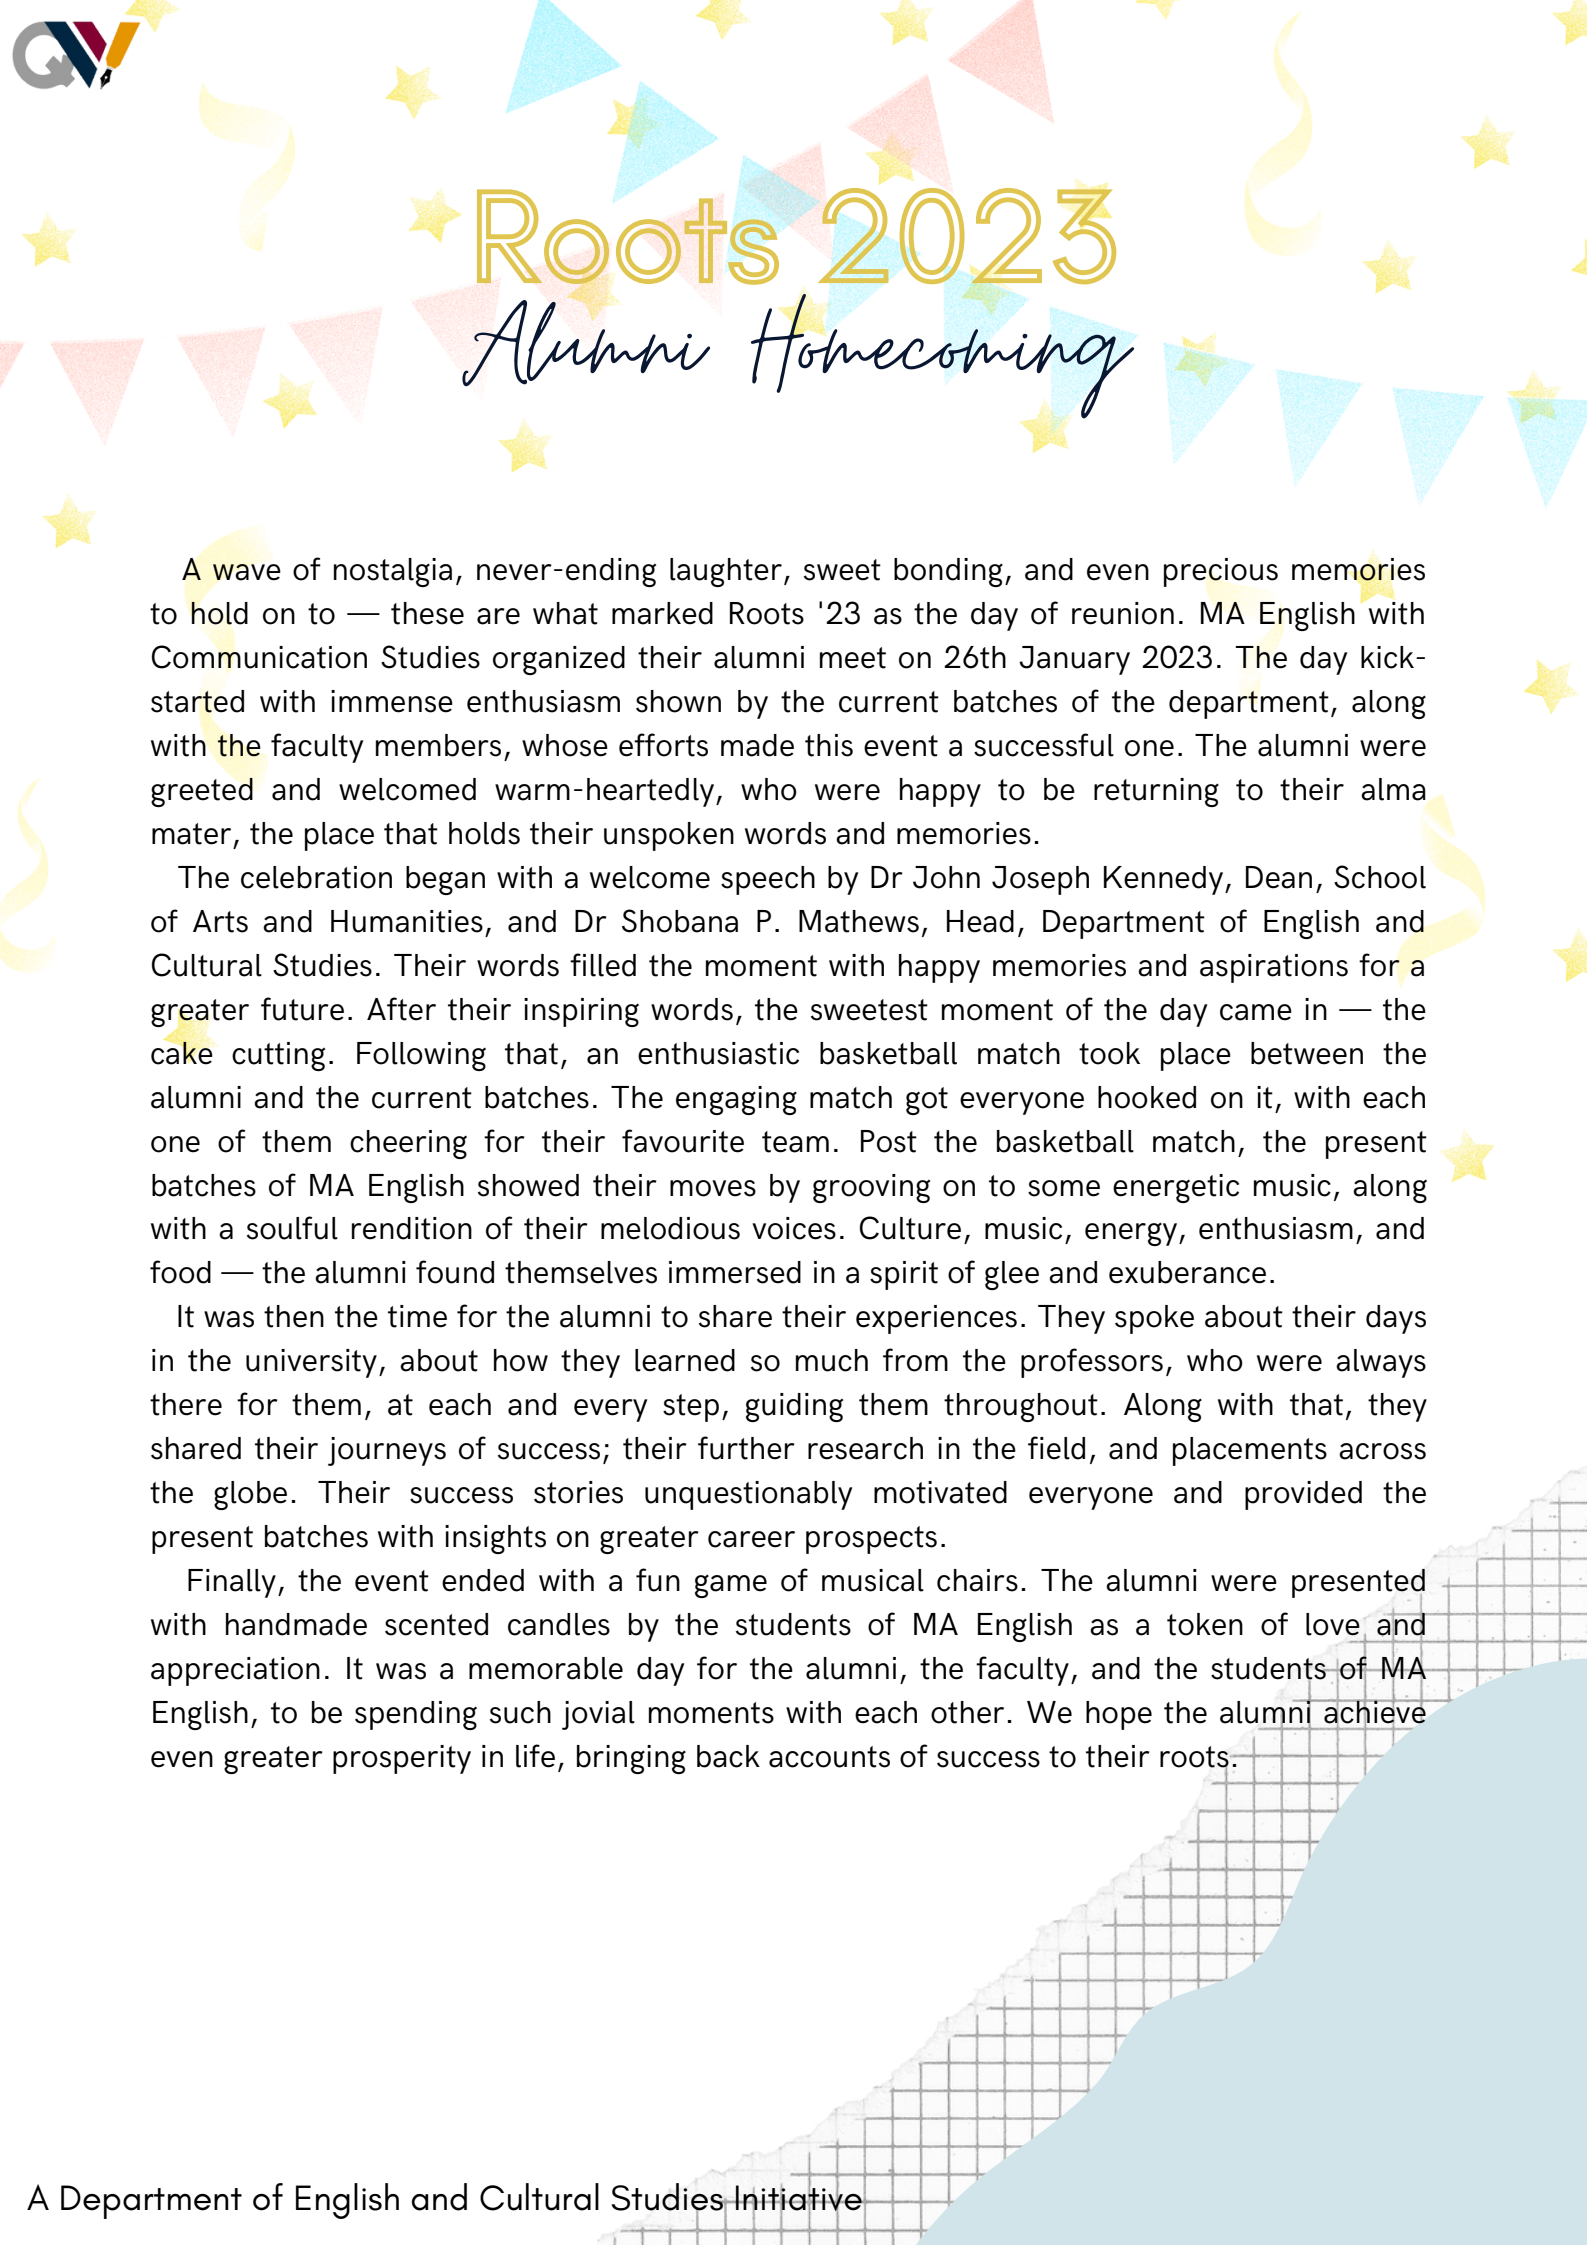 QW
Roots 2023
Alumni Homecoming
A wave of nostalgia, never-ending laughter, sweet bonding, and even precious memories
to hold on to — these are what marked Roots '23 as the day of reunion. MA English with
Communication Studies organized their alumni meet on 26th January 2023. The day kick-
started with immense enthusiasm shown by the current batches of the department, along
with the faculty members, whose efforts made this event a successful one. The alumni were
greeted and welcomed warm-heartedly, who were happy to be returning to their alma
mater, the place that holds their unspoken words and memories.
The celebration began with a welcome speech by Dr John Joseph Kennedy, Dean, School
of Arts and Humanities, and Dr Shobana P. Mathews, Head, Department of English and
Cultural Studies. Their words filled the moment with happy memories and aspirations for a
greater future. After their inspiring words, the sweetest moment of the day came in — the
cake cutting. Following that, an enthusiastic basketball match took place between the
alumni and the current batches. The engaging match got everyone hooked on it, with each
one of them cheering for their favourite team. Post the basketball match, the present
batches of MA English showed their moves by grooving on to some energetic music, along
with a soulful rendition of their melodious voices. Culture, music, energy, enthusiasm, and
food — the alumni found themselves immersed in a spirit of glee and exuberance.
It was then the time for the alumni to share their experiences. They spoke about their days
in the university, about how they learned so much from the professors, who were always
there for them, at each and every step, guiding them throughout. Along with that, they
shared their journeys of success; their further research in the field, and placements across
the globe. Their success stories unquestionably motivated everyone and provided the
present batches with insights on greater career prospects.
Finally, the event ended with a fun game of musical chairs. The alumni were presented
with handmade scented candles by the students of MA English as a token of love and
appreciation. It was a memorable day for the alumni, the faculty, and the students of MA
English, to be spending such jovial moments with each other. We hope the alumni achieve
even greater prosperity in life, bringing back accounts of success to their roots.
A Department of English and Cultural Studies Initiative